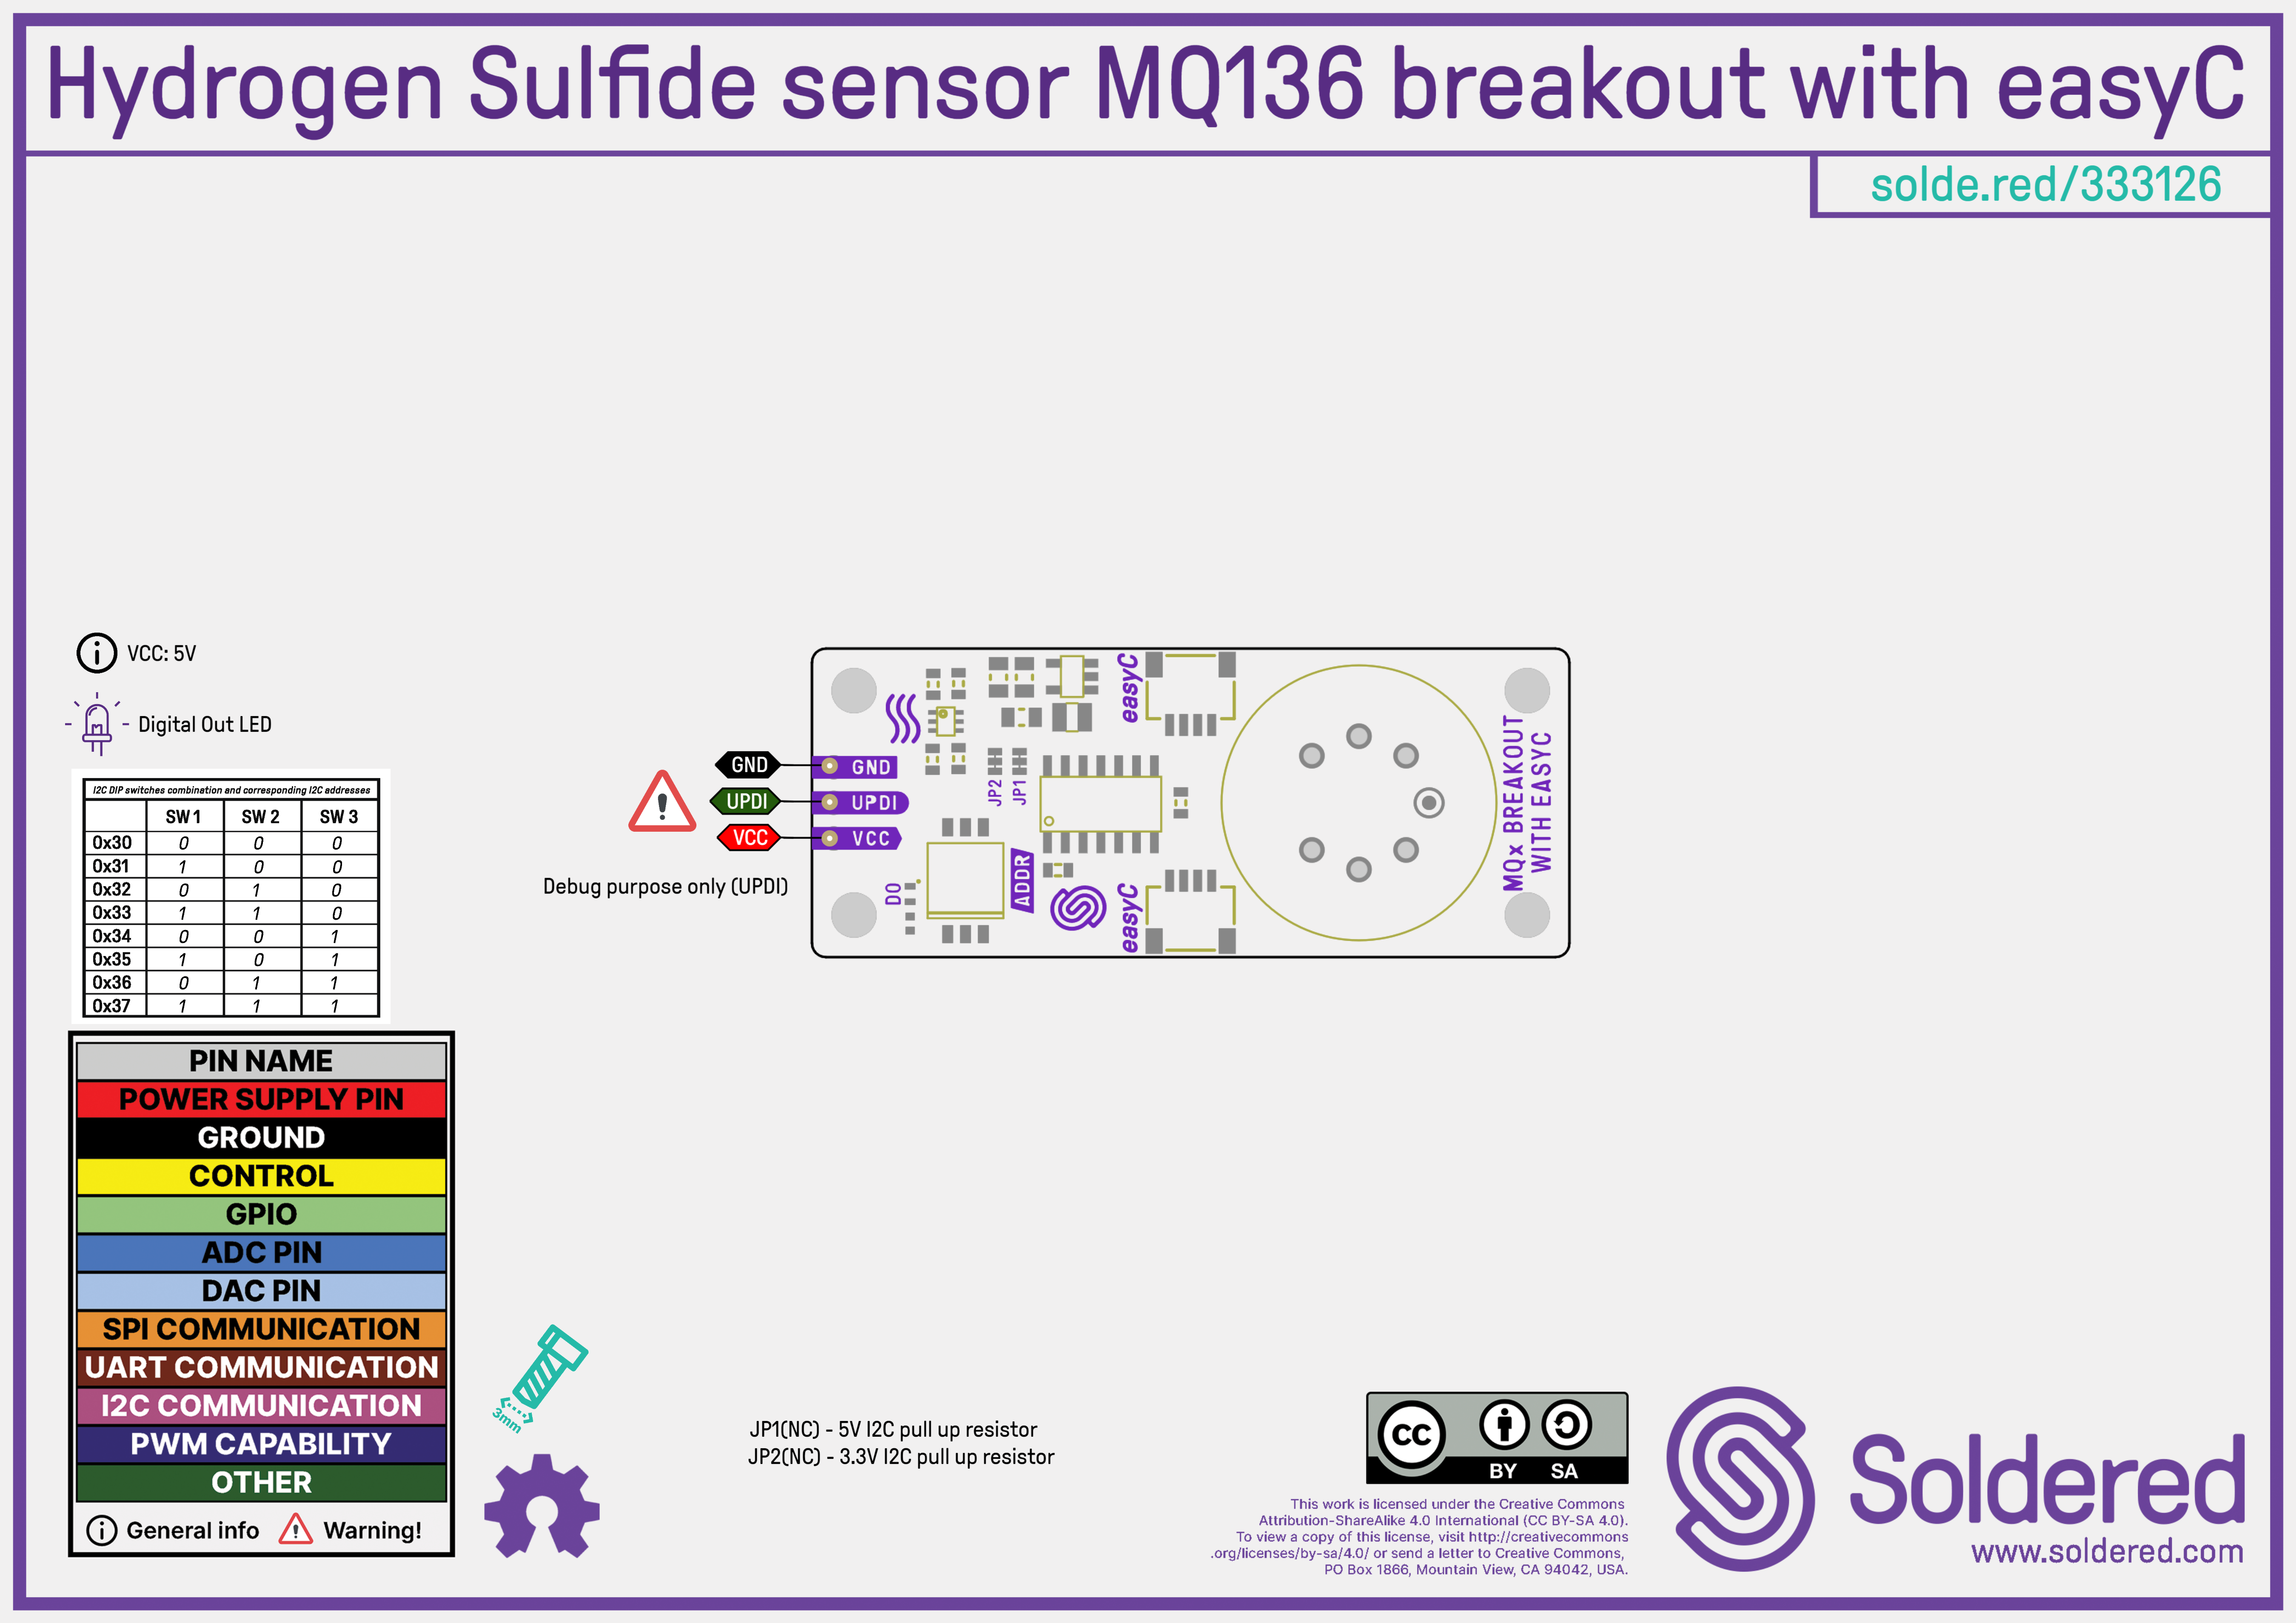 Hydrogen Sulfide sensor MQ136 breakout with easyC
solde.red/333126
VCC: 5V
Digital Out LED
I2C DIP switches combination and corresponding I2C addresses
SW 1 SW 2 SW 3
0x30 0 0 0
0x31 1 0 0
0x32 0 1 0
0x33 1 1 0
0x34 0 0 1
0x35 1 0 1
0x36 0 1 1
0x37 1 1 1
GND
UPDI
VCC
Debug purpose only (UPDI)
GND
UPDI
VCC
DO
ADDR
JP2
JP1
easyC
easyC
MQx BREAKOUT
WITH EASYC
PIN NAME
POWER SUPPLY PIN
GROUND
CONTROL
GPIO
ADC PIN
DAC PIN
SPI COMMUNICATION
UART COMMUNICATION
I2C COMMUNICATION
PWM CAPABILITY
OTHER
General info Warning!
3mm
JP1(NC) - 5V I2C pull up resistor
JP2(NC) - 3.3V I2C pull up resistor
CC
BY SA
This work is licensed under the Creative Commons
Attribution-ShareAlike 4.0 International (CC BY-SA 4.0).
To view a copy of this license, visit http://creativecommons
.org/licenses/by-sa/4.0/ or send a letter to Creative Commons,
PO Box 1866, Mountain View, CA 94042, USA.
Soldered
www.soldered.com